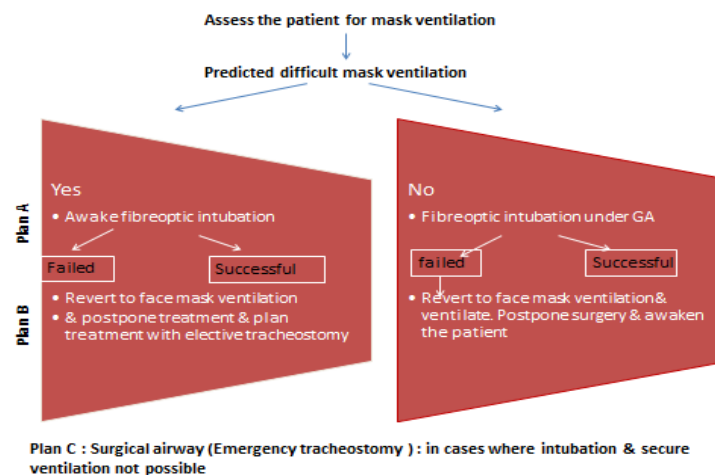 Assess the patient for mask ventilation
Predicted difficult mask ventilation
Plan A
Yes
• Awake fibreoptic intubation
Failed
Successful
Plan B
• Revert to face mask ventilation
• & postpone treatment & plan
treatment with elective tracheostomy
No
• Fibreoptic intubation under GA
failed
Successful
• Revert to face mask ventilation&
ventilate. Postpone surgery & awaken
the patient
Plan C : Surgical airway (Emergency tracheostomy ) : in cases where intubation & secure
ventilation not possible